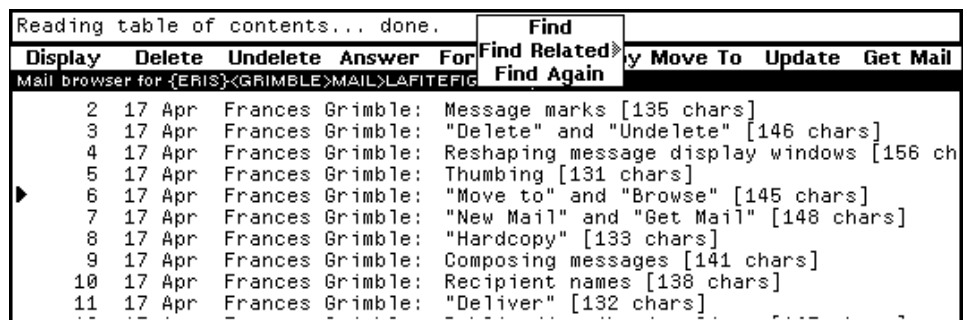 Reading table of contents... done.
Find
Find Related
Find Again
Display Delete Undelete Answer For y Move To Update Get Mail
Mail browser for {ERIS}<GRIMBLE>MAIL>LAFITEFIG
2 17 Apr Frances Grimble: Message marks [135 chars]
3 17 Apr Frances Grimble: "Delete" and "Undelete" [146 chars]
4 17 Apr Frances Grimble: Reshaping message display windows [156 ch
5 17 Apr Frances Grimble: Thumbing [131 chars]
6 17 Apr Frances Grimble: "Move to" and "Browse" [145 chars]
7 17 Apr Frances Grimble: "New Mail" and "Get Mail" [148 chars]
8 17 Apr Frances Grimble: "Hardcopy" [133 chars]
9 17 Apr Frances Grimble: Composing messages [141 chars]
10 17 Apr Frances Grimble: Recipient names [138 chars]
11 17 Apr Frances Grimble: "Deliver" [132 chars]